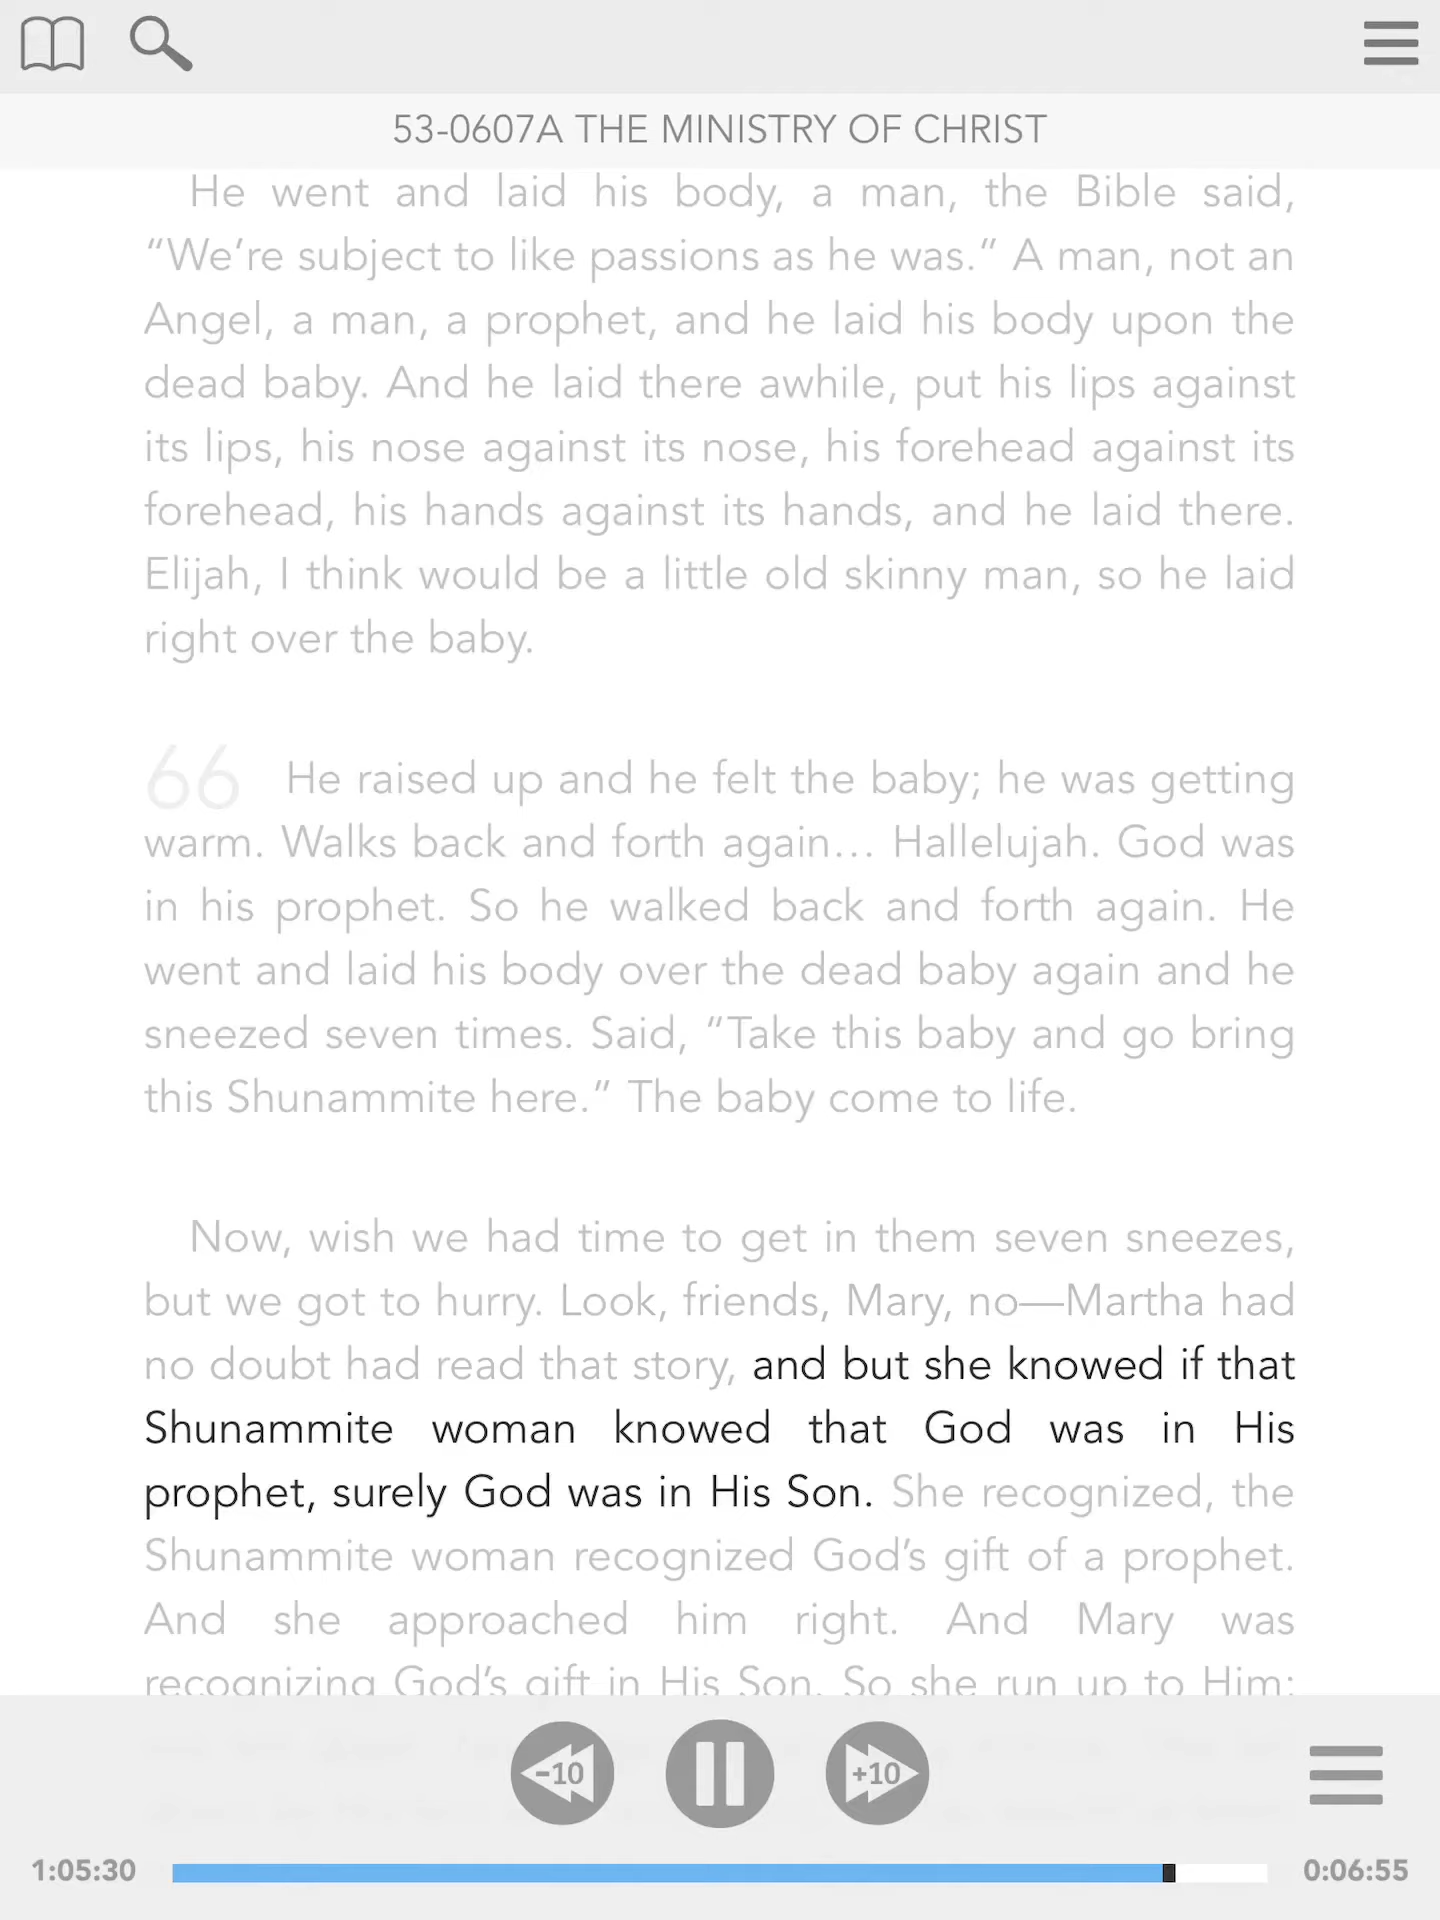 53-0607A THE MINISTRY OF CHRIST
He went and laid his body, a man, the Bible said,
“We’re subject to like passions as he was.” A man, not an
Angel, a man, a prophet, and he laid his body upon the
dead baby. And he laid there awhile, put his lips against
its lips, his nose against its nose, his forehead against its
forehead, his hands against its hands, and he laid there.
Elijah, I think would be a little old skinny man, so he laid
right over the baby.
66 He raised up and he felt the baby; he was getting
warm. Walks back and forth again... Hallelujah. God was
in his prophet. So he walked back and forth again. He
went and laid his body over the dead baby again and he
sneezed seven times. Said, “Take this baby and go bring
this Shunammite here.” The baby come to life.
Now, wish we had time to get in them seven sneezes,
but we got to hurry. Look, friends, Mary, no—Martha had
no doubt had read that story, and but she knowed if that
Shunammite woman knowed that God was in His
prophet, surely God was in His Son. She recognized, the
Shunammite woman recognized God’s gift of a prophet.
And she approached him right. And Mary was
recognizing God’s gift in His Son. So she run up to Him;
-10
+10
1:05:30
0:06:55